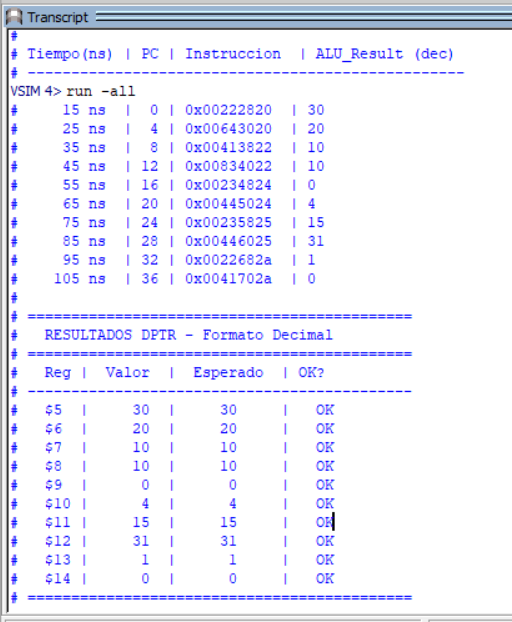 Transcript
#
# Tiempo(ns) | PC | Instruccion  | ALU_Result (dec)
# -------------------------------------------------
VSIM 4> run -all
#      15 ns  |  0 | 0x00222820  | 30
#      25 ns  |  4 | 0x00643020  | 20
#      35 ns  |  8 | 0x00413822  | 10
#      45 ns  | 12 | 0x00834022  | 10
#      55 ns  | 16 | 0x00234824  | 0
#      65 ns  | 20 | 0x00445024  | 4
#      75 ns  | 24 | 0x00235825  | 15
#      85 ns  | 28 | 0x00446025  | 31
#      95 ns  | 32 | 0x0022682a  | 1
#     105 ns  | 36 | 0x0041702a  | 0
#
# ===========================================
#   RESULTADOS DPTR - Formato Decimal
# ===========================================
#   Reg |  Valor  |  Esperado  | OK?
# -------------------------------------------
#   $5  |     30  |     30     |   OK
#   $6  |     20  |     20     |   OK
#   $7  |     10  |     10     |   OK
#   $8  |     10  |     10     |   OK
#   $9  |      0  |      0     |   OK
#   $10 |      4  |      4     |   OK
#   $11 |     15  |     15     |   OK
#   $12 |     31  |     31     |   OK
#   $13 |      1  |      1     |   OK
#   $14 |      0  |      0     |   OK
# ===========================================